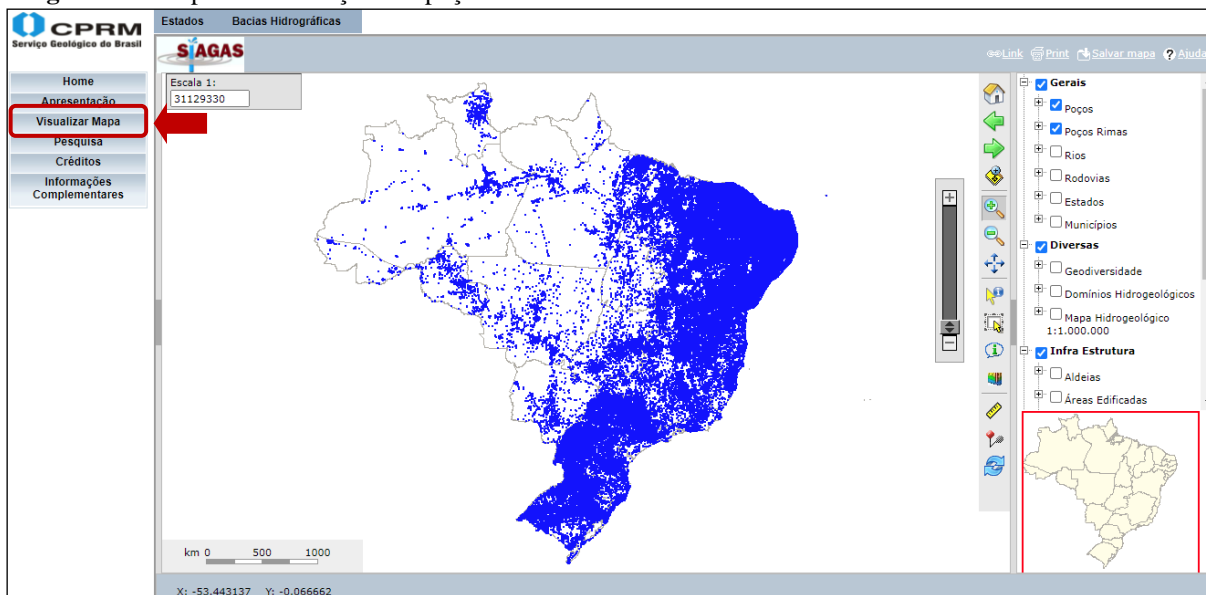 CPRM
Serviço Geológico do Brasil
Estados Bacias Hidrográficas
SIAGAS
Link Print Salvar mapa ? Ajuda
Home
Apresentação
Visualizar Mapa
Pesquisa
Créditos
Informações
Complementares
Escala 1:
31129330
Gerais
Poços
Poços Rimas
Rios
Rodovias
Estados
Municípios
Diversas
Geodiversidade
Domínios Hidrogeológicos
Mapa Hidrogeológico
1:1.000.000
Infra Estrutura
Aldeias
Áreas Edificadas
km 0 500 1000
X: -53.443137 Y: -0.066662